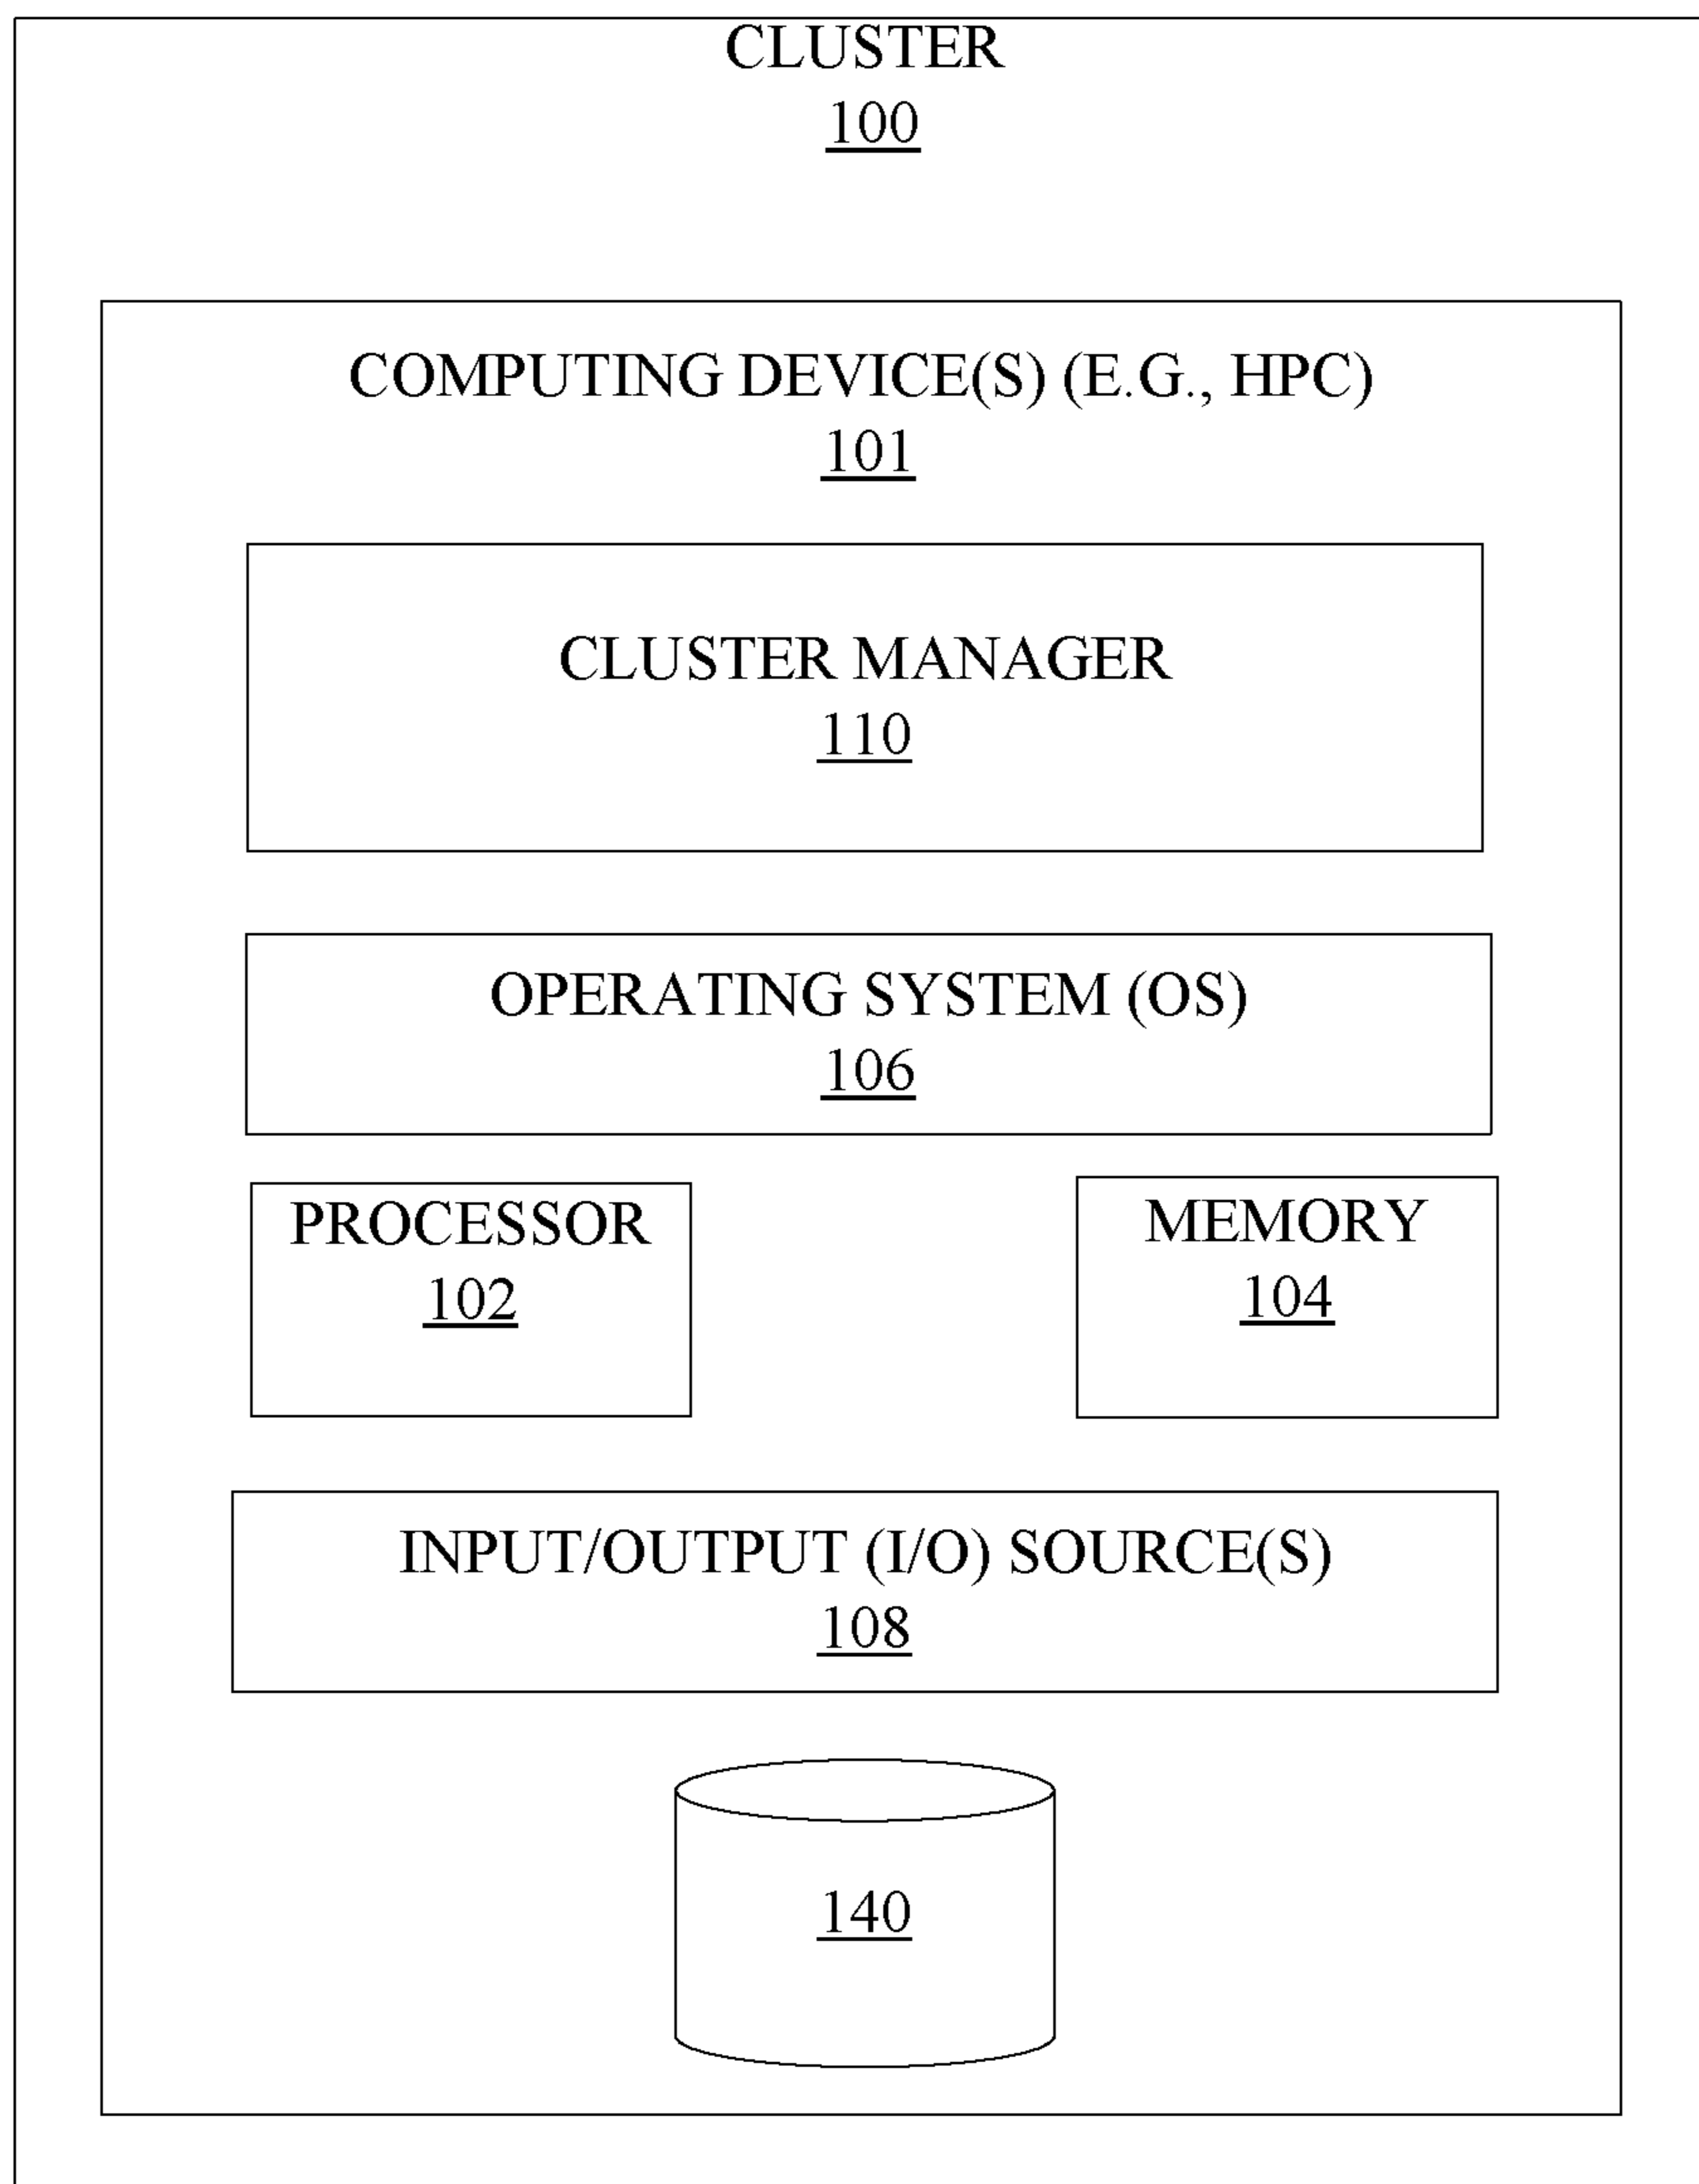 CLUSTER
100
COMPUTING DEVICE(S) (E.G., HPC)
101
CLUSTER MANAGER
110
OPERATING SYSTEM (OS)
106
PROCESSOR
102
MEMORY
104
INPUT/OUTPUT (I/O) SOURCE(S)
108
140